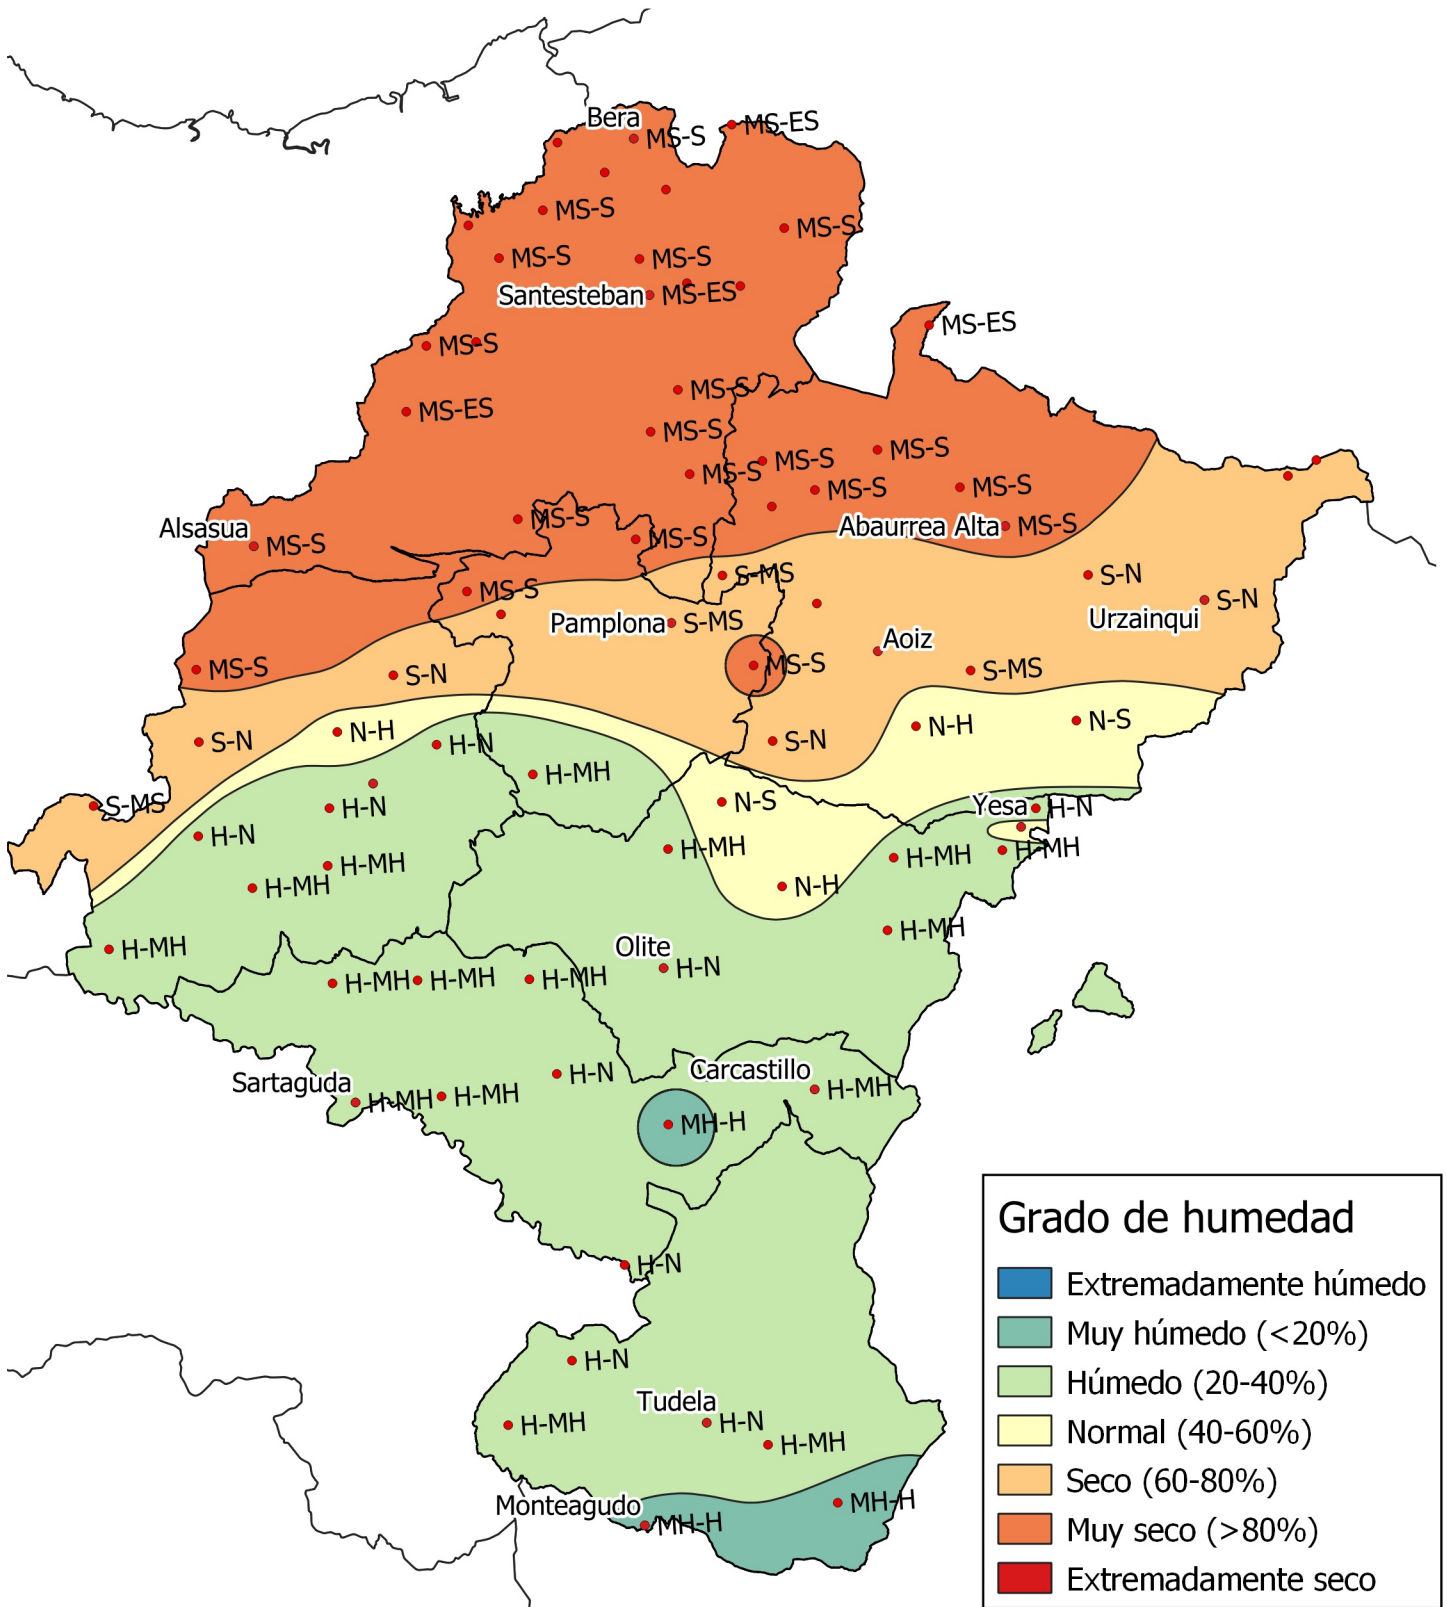 Bera
MS-S
MS-ES
MS-S
MS-S
MS-S
MS-S
Santesteban
MS-ES
MS-ES
MS-S
MS-S
MS-ES
MS-S
MS-S
MS-S
MS-S
MS-S
MS-S
MS-S
Alsasua
MS-S
MS-S
Abaurrea Alta
MS-S
MS-S
S-MS
S-N
MS-S
S-N
Urzainqui
Pamplona
S-MS
Aoiz
MS-S
MS-S
S-N
S-MS
S-N
N-H
H-N
S-N
N-H
N-S
H-MH
S-MS
H-N
N-S
Yesa
H-N
H-N
H-MH
H-MH
H-MH
H-MH
H-MH
N-H
H-MH
H-MH
Olite
H-N
H-MH
H-MH
H-MH
Sartaguda
H-MH
H-MH
H-N
Carcastillo
H-MH
MH-H
H-N
H-N
H-MH
Tudela
H-N
H-MH
Monteagudo
MH-H
MH-H
Grado de humedad
Extremadamente húmedo
Muy húmedo (<20%)
Húmedo (20-40%)
Normal (40-60%)
Seco (60-80%)
Muy seco (>80%)
Extremadamente seco